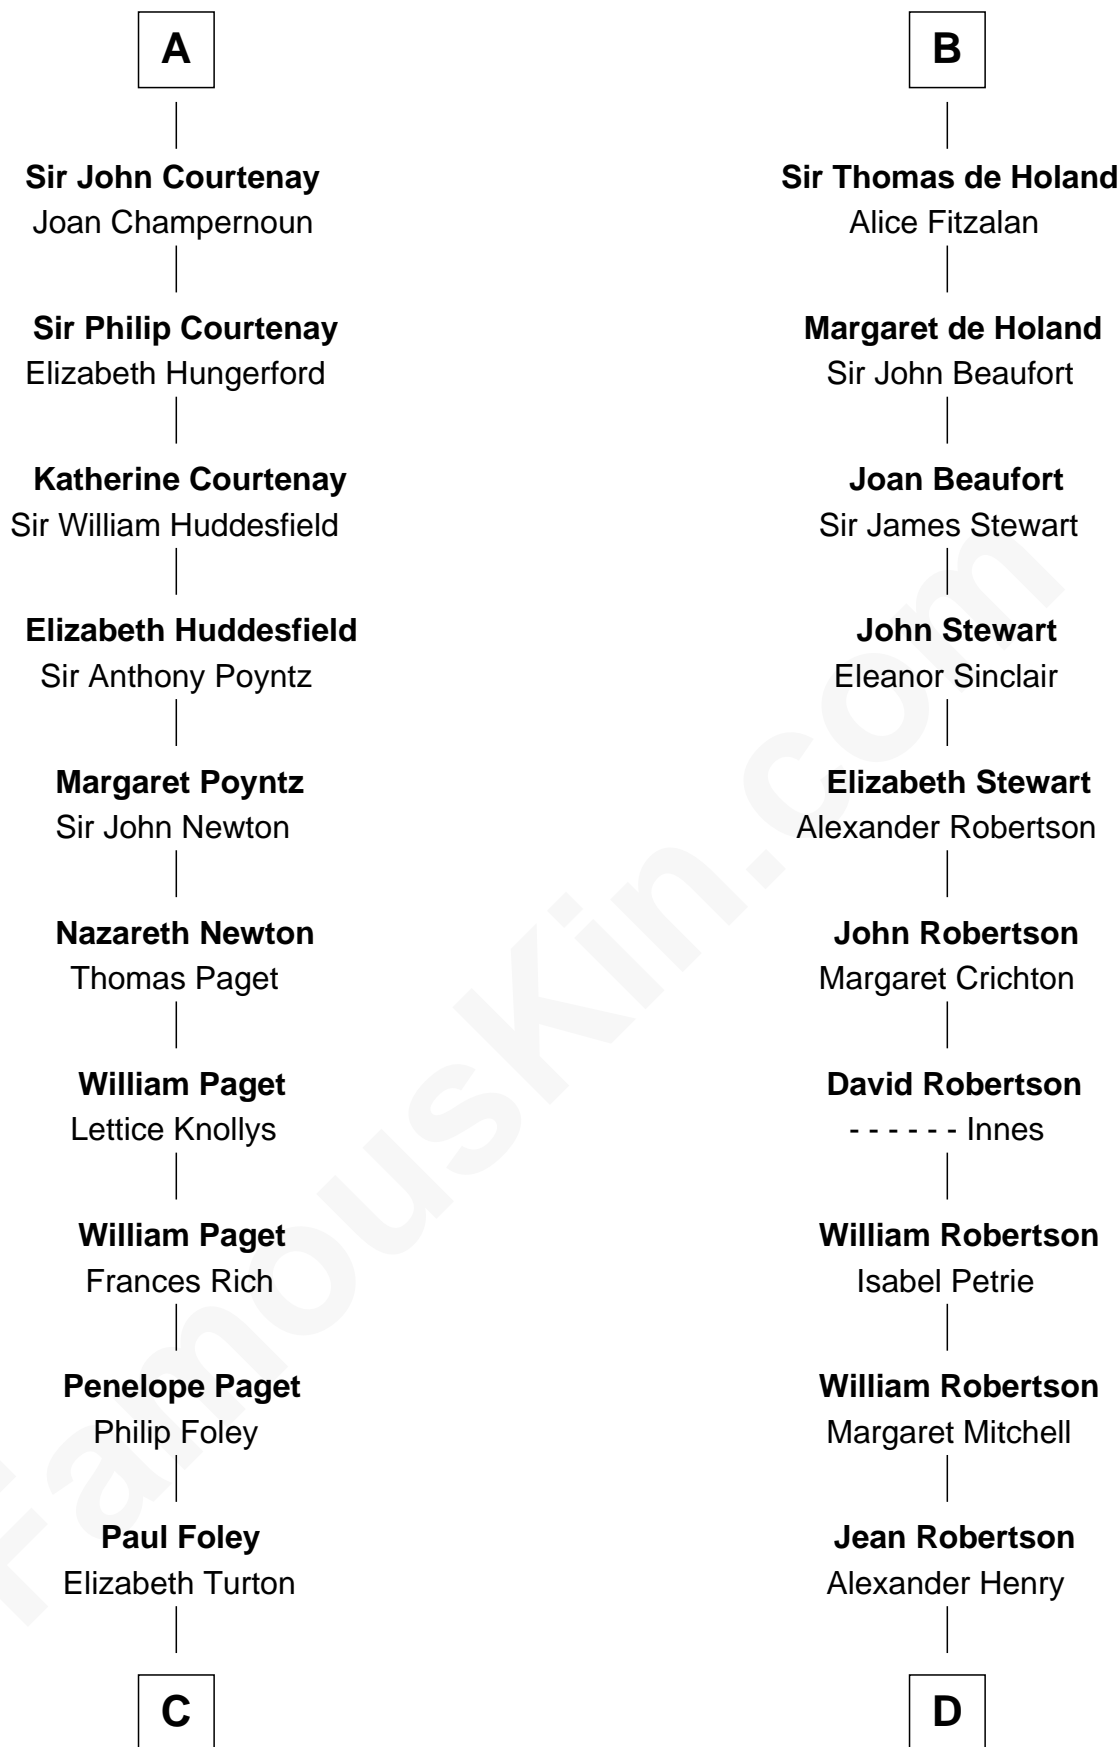 A
Sir John Courtenay
Joan Champernoun
Sir Philip Courtenay
Elizabeth Hungerford
Katherine Courtenay
Sir William Huddesfield
Elizabeth Huddesfield
Sir Anthony Poyntz
Margaret Poyntz
Sir John Newton
Nazareth Newton
Thomas Paget
William Paget
Lettice Knollys
William Paget
Frances Rich
Penelope Paget
Philip Foley
Paul Foley
Elizabeth Turton
C
B
Sir Thomas de Holand
Alice Fitzalan
Margaret de Holand
Sir John Beaufort
Joan Beaufort
Sir James Stewart
John Stewart
Eleanor Sinclair
Elizabeth Stewart
Alexander Robertson
John Robertson
Margaret Crichton
David Robertson
- - - - - - Innes
William Robertson
Isabel Petrie
William Robertson
Margaret Mitchell
Jean Robertson
Alexander Henry
D
FamousKin.com